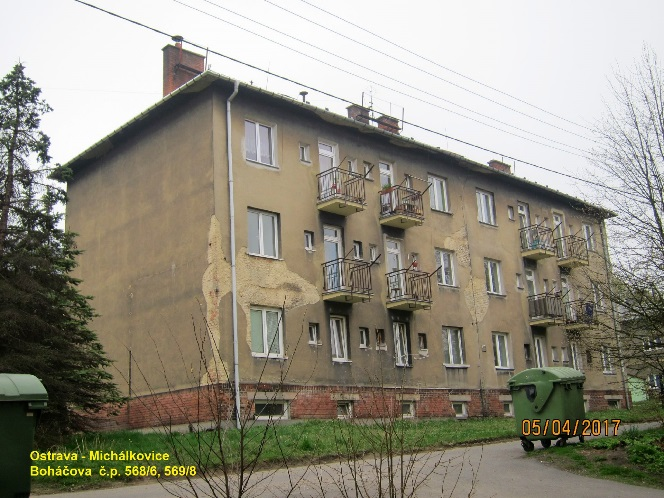 05/04/2017
Ostrava - Michálkovice
Boháčova č.p. 568/6, 569/8